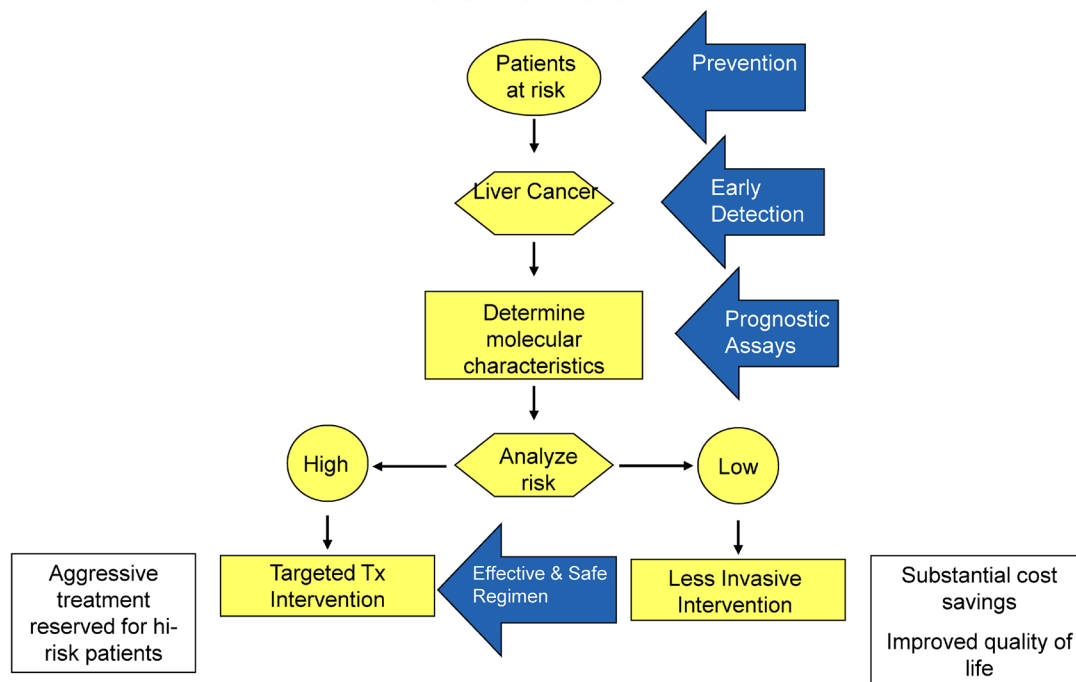 Patients
at risk
Prevention
Liver Cancer
Early
Detection
Determine
molecular
characteristics
Prognostic
Assays
High
Analyze
risk
Low
Aggressive
treatment
reserved for hi-
risk patients
Targeted Tx
Intervention
Effective & Safe
Regimen
Less Invasive
Intervention
Substantial cost
savings
Improved quality of
life